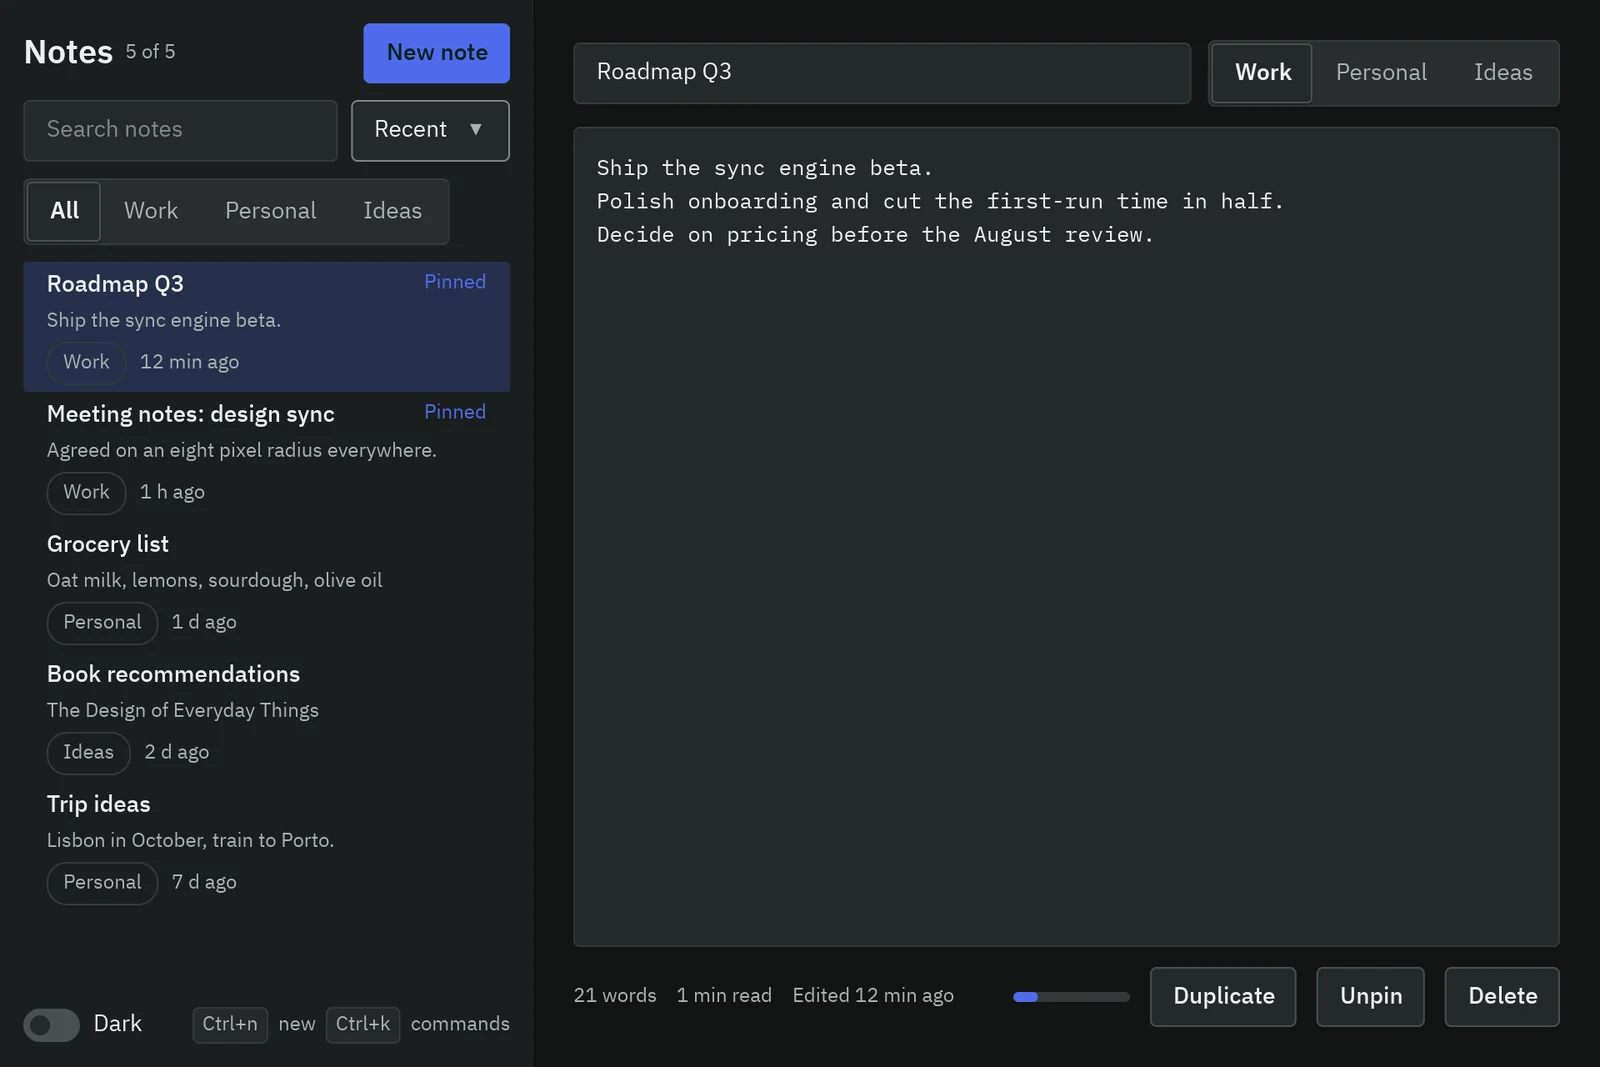 Notes 5 of 5 New note
Search notes Recent ▼
All Work Personal Ideas
Roadmap Q3 Pinned
Ship the sync engine beta.
Work 12 min ago
Meeting notes: design sync Pinned
Agreed on an eight pixel radius everywhere.
Work 1 h ago
Grocery list
Oat milk, lemons, sourdough, olive oil
Personal 1 d ago
Book recommendations
The Design of Everyday Things
Ideas 2 d ago
Trip ideas
Lisbon in October, train to Porto.
Personal 7 d ago
Dark Ctrl+n new Ctrl+k commands
Roadmap Q3 Work Personal Ideas
Ship the sync engine beta.
Polish onboarding and cut the first-run time in half.
Decide on pricing before the August review.
21 words 1 min read Edited 12 min ago Duplicate Unpin Delete